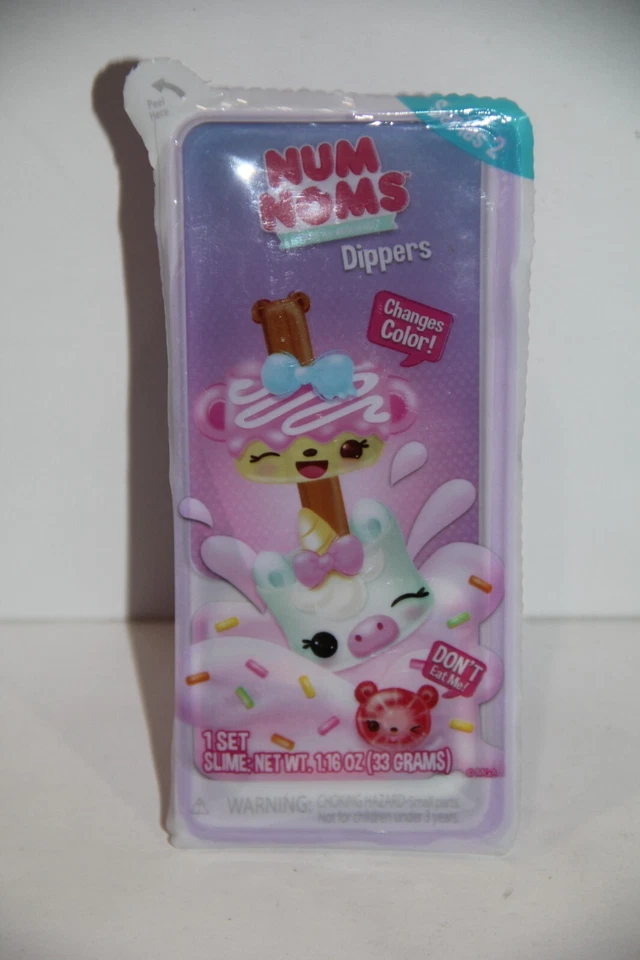 Peel
Here
Series 2
NUM
NOMS™
Dippers
Changes
Color!
DON'T
Eat Me!
1 SET
SLIME: NET WT. 1.16 OZ (33 GRAMS)
WARNING: CHOKING HAZARD-Small parts.
Not for children under 3 years.